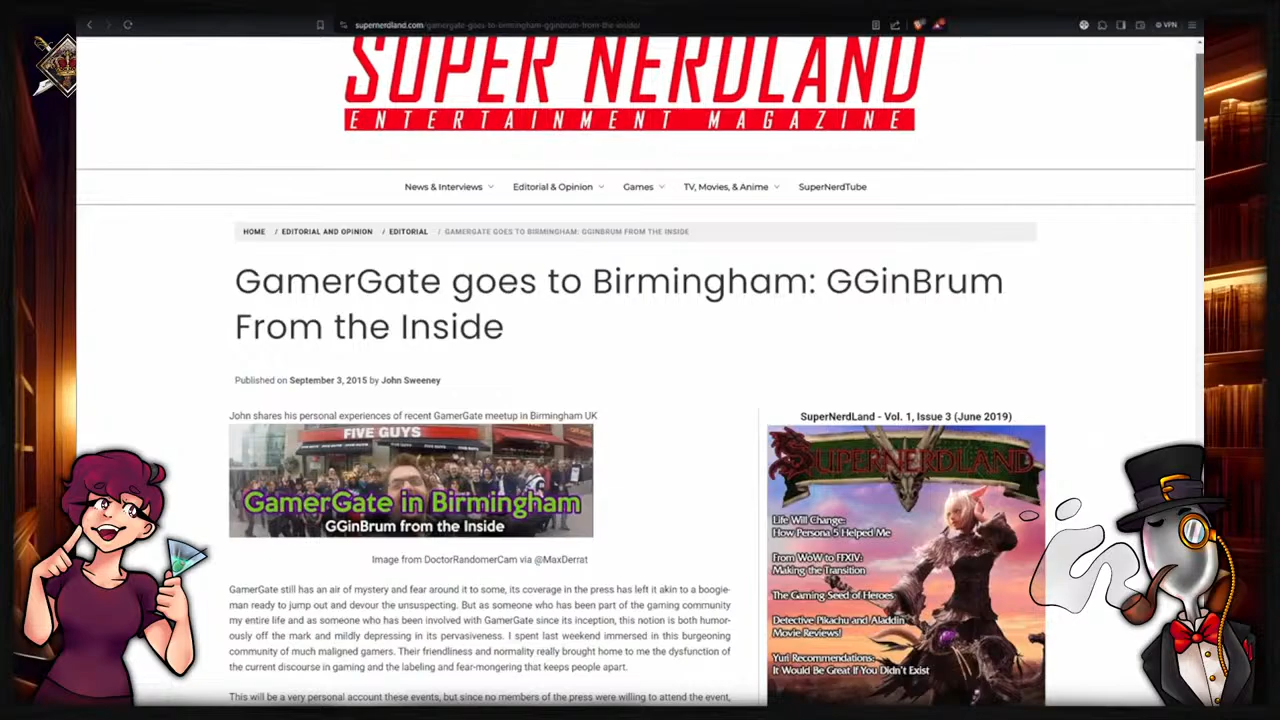 supernerdland.com/gamergate-goes-to-birmingham-gginbrum-from-the-inside/
VPN
SUPER NERDLAND
ENTERTAINMENT MAGAZINE
News & Interviews
Editorial & Opinion
Games
TV, Movies, & Anime
SuperNerdTube
HOME / EDITORIAL AND OPINION / EDITORIAL / GAMERGATE GOES TO BIRMINGHAM: GGINBRUM FROM THE INSIDE
GamerGate goes to Birmingham: GGinBrum
From the Inside
Published on September 3, 2015 by John Sweeney
John shares his personal experiences of recent GamerGate meetup in Birmingham UK
FIVE GUYS
GamerGate in Birmingham
GGinBrum from the Inside
Image from DoctorRandomerCam via @MaxDerrat
GamerGate still has an air of mystery and fear around it to some, its coverage in the press has left it akin to a boogie-
man ready to jump out and devour the unsuspecting. But as someone who has been part of the gaming community
my entire life and as someone who has been involved with GamerGate since its inception, this notion is both humor-
ously off the mark and mildly depressing in its pervasiveness. I spent last weekend immersed in this burgeoning
community of much maligned gamers. Their friendliness and normality really brought home to me the dysfunction of
the current discourse in gaming and the labeling and fear-mongering that keeps people apart.
This will be a very personal account these events, but since no members of the press were willing to attend the event,
SuperNerdLand - Vol. 1, Issue 3 (June 2019)
SUPERNERDLAND
Life Will Change:
How Persona 5 Helped Me
From WoW to FFXIV:
Making the Transition
The Gaming Seed of Heroes
Detective Pikachu and Aladdin
Movie Reviews!
Yuri Recommendations:
It Would Be Great If You Didn't Exist